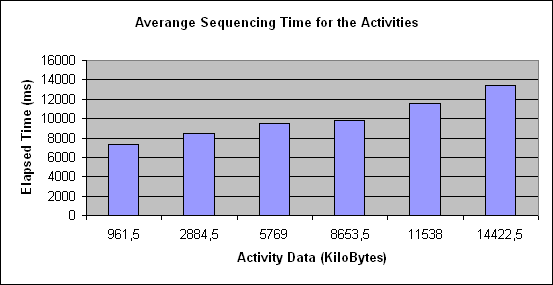 Averange Sequencing Time for the Activities
16000
14000
12000
10000
8000
6000
4000
2000
0
Elapsed Time (ms)
961,5 2884,5 5769 8653,5 11538 14422,5
Activity Data (KiloBytes)